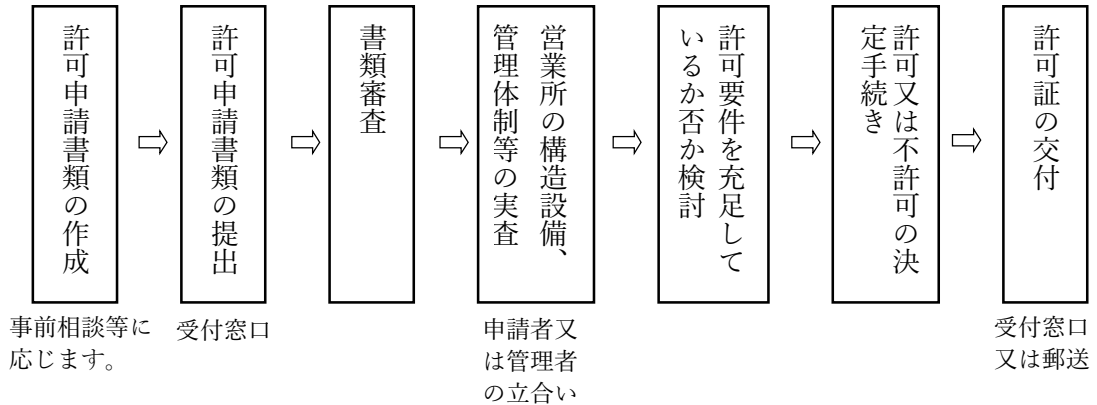 許可申請書類の作成
⇨
許可申請書類の提出
⇨
書類審査
⇨
営業所の構造設備、
管理体制等の実査
⇨
許可要件を充足して
いるか否か検討
⇨
許可又は不許可の決
定手続き
⇨
許可証の交付
事前相談等に
応じます。
受付窓口
申請者又
は管理者
の立合い
受付窓口
又は郵送